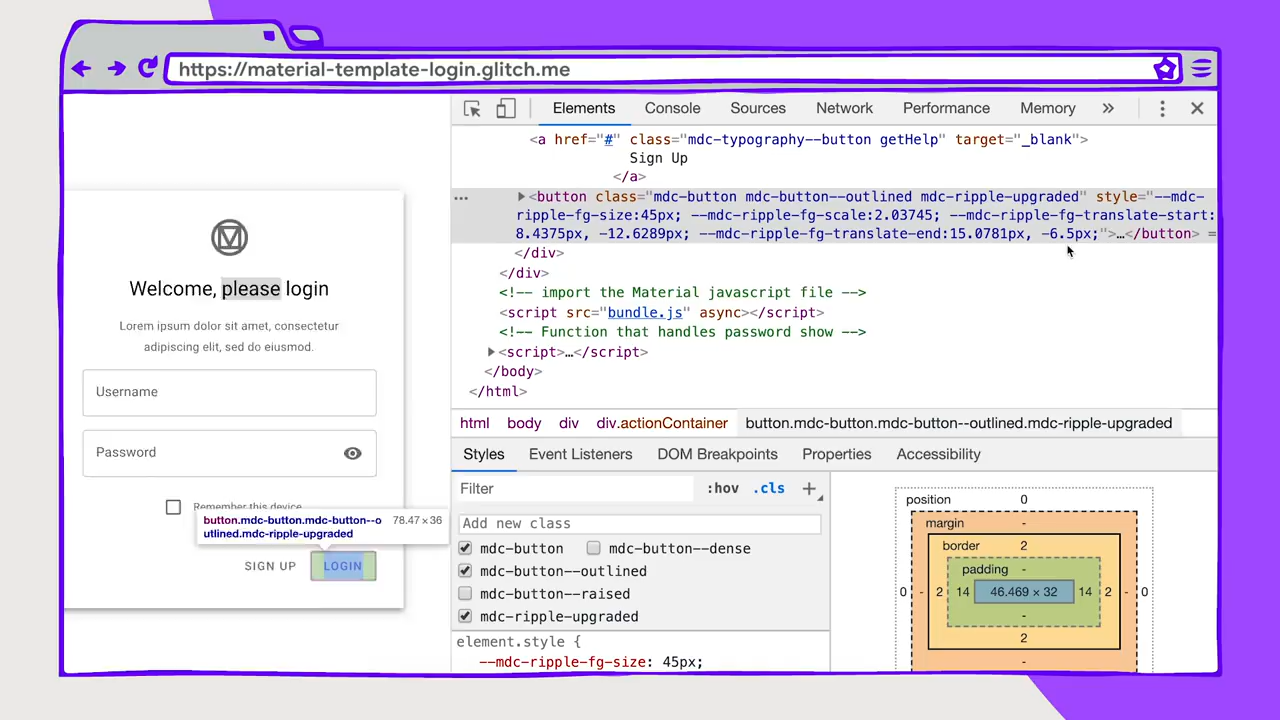 https://material-template-login.glitch.me
Welcome, please login
Lorem ipsum dolor sit amet, consectetur
adipiscing elit, sed do eiusmod.
Username
Password
Remember this device
button.mdc-button.mdc-button--o 78.47×36
utlined.mdc-ripple-upgraded
SIGN UP LOGIN
Elements Console Sources Network Performance Memory »
<a href="#" class="mdc-typography--button getHelp" target="_blank">
Sign Up
</a>
… <button class="mdc-button mdc-button--outlined mdc-ripple-upgraded" style="--mdc-
ripple-fg-size:45px; --mdc-ripple-fg-scale:2.03745; --mdc-ripple-fg-translate-start:
8.4375px, -12.6289px; --mdc-ripple-fg-translate-end:15.0781px, -6.5px;">…</button> =
</div>
</div>
<!-- import the Material javascript file -->
<script src="bundle.js" async></script>
<!-- Function that handles password show -->
<script>…</script>
</body>
</html>
html body div div.actionContainer button.mdc-button.mdc-button--outlined.mdc-ripple-upgraded
Styles Event Listeners DOM Breakpoints Properties Accessibility
Filter :hov .cls +
Add new class
mdc-button mdc-button--dense
mdc-button--outlined
mdc-button--raised
mdc-ripple-upgraded
element.style {
--mdc-ripple-fg-size: 45px;
position 0
margin -
border 2
padding -
0 - 2 14 46.469 × 32 14 2 - 0
-
2
-